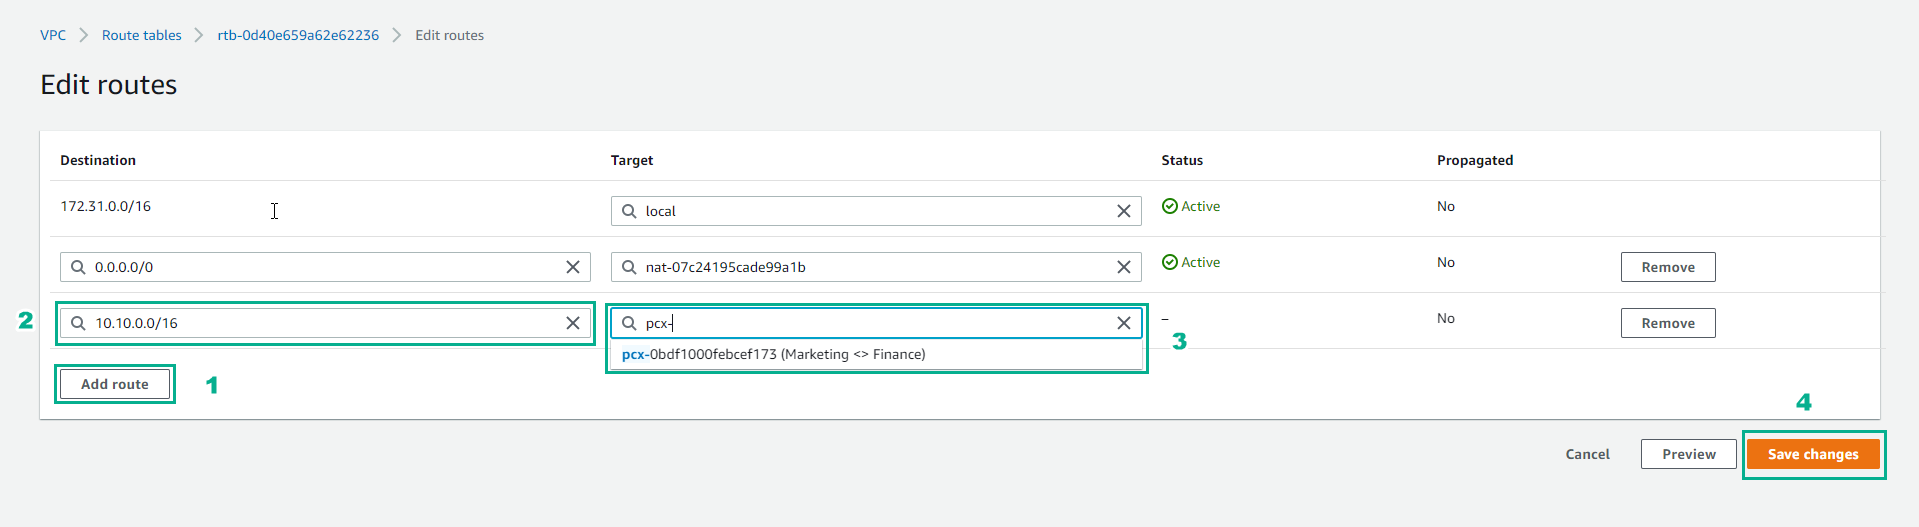 VPC > Route tables > rtb-0d40e659a62e62236 > Edit routes
Edit routes
Destination Target Status Propagated
172.31.0.0/16 local Active No
0.0.0.0/0 nat-07c24195cade99a1b Active No Remove
2 10.10.0.0/16 pcx- – No Remove
pcx-0bdf1000febcef173 (Marketing <> Finance) 3
Add route 1
4
Cancel Preview Save changes